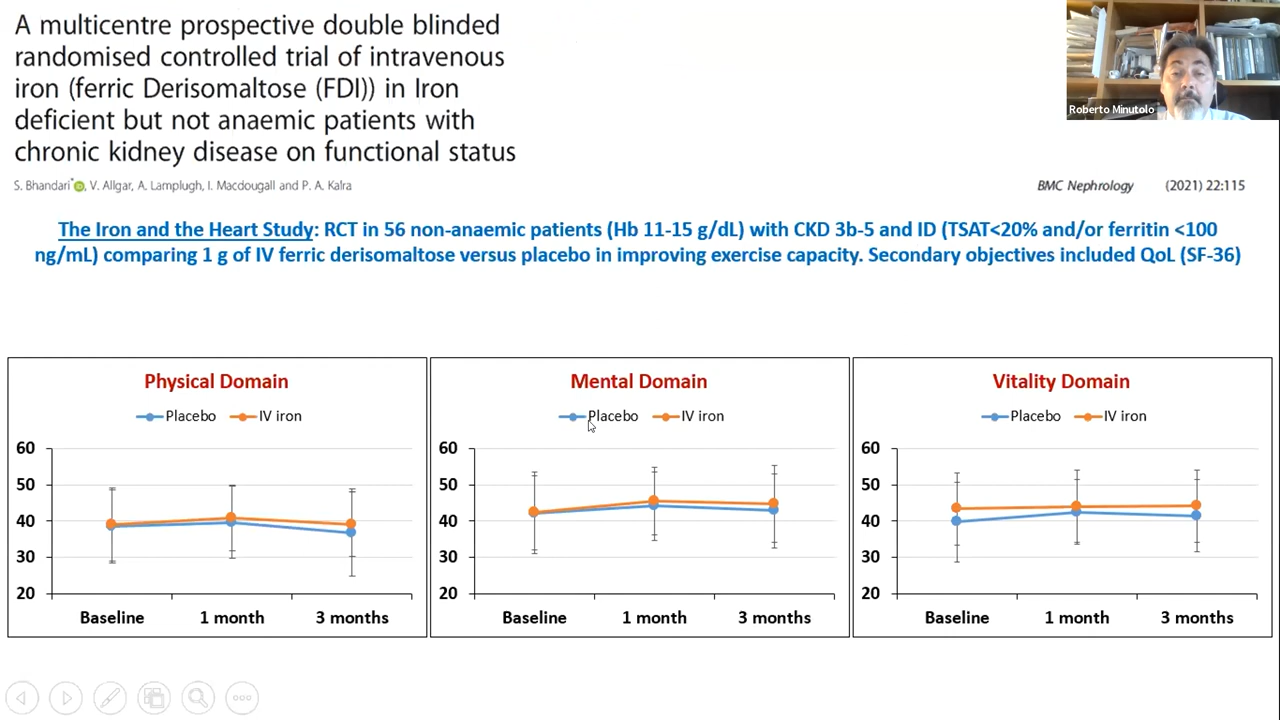 A multicentre prospective double blinded
randomised controlled trial of intravenous
iron (ferric Derisomaltose (FDI)) in Iron
deficient but not anaemic patients with
chronic kidney disease on functional status
S. Bhandari*, V. Allgar, A. Lamplugh, I. Macdougall and P. A. Kalra
Roberto Minutolo
BMC Nephrology (2021) 22:115
The Iron and the Heart Study: RCT in 56 non-anaemic patients (Hb 11-15 g/dL) with CKD 3b-5 and ID (TSAT<20% and/or ferritin <100
ng/mL) comparing 1 g of IV ferric derisomaltose versus placebo in improving exercise capacity. Secondary objectives included QoL (SF-36)
Physical Domain
Placebo IV iron
60
50
40
30
20
Baseline 1 month 3 months
Mental Domain
Placebo IV iron
60
50
40
30
20
Baseline 1 month 3 months
Vitality Domain
Placebo IV iron
60
50
40
30
20
Baseline 1 month 3 months